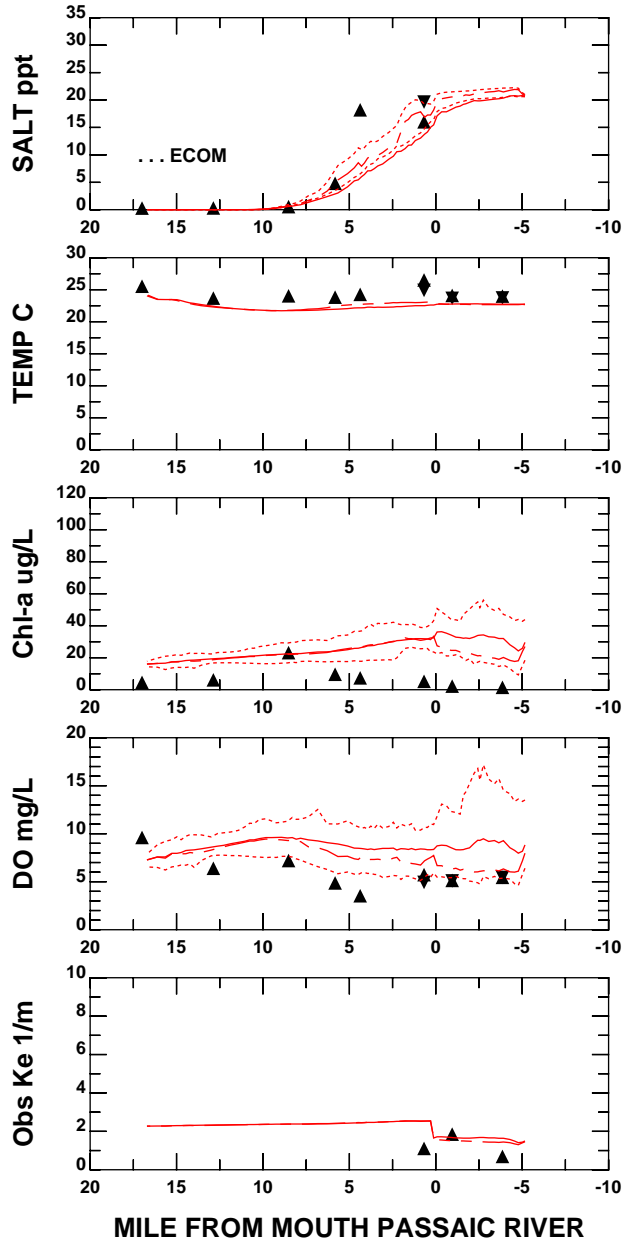 35
30
25
20
15
10
5
0
SALT ppt
. . . ECOM
20 15 10 5 0 -5 -10
30
25
20
15
10
5
0
TEMP C
20 15 10 5 0 -5 -10
120
100
80
60
40
20
0
Chl-a ug/L
20 15 10 5 0 -5 -10
20
15
10
5
0
DO mg/L
20 15 10 5 0 -5 -10
10
8
6
4
2
0
Obs Ke 1/m
20 15 10 5 0 -5 -10
MILE FROM MOUTH PASSAIC RIVER